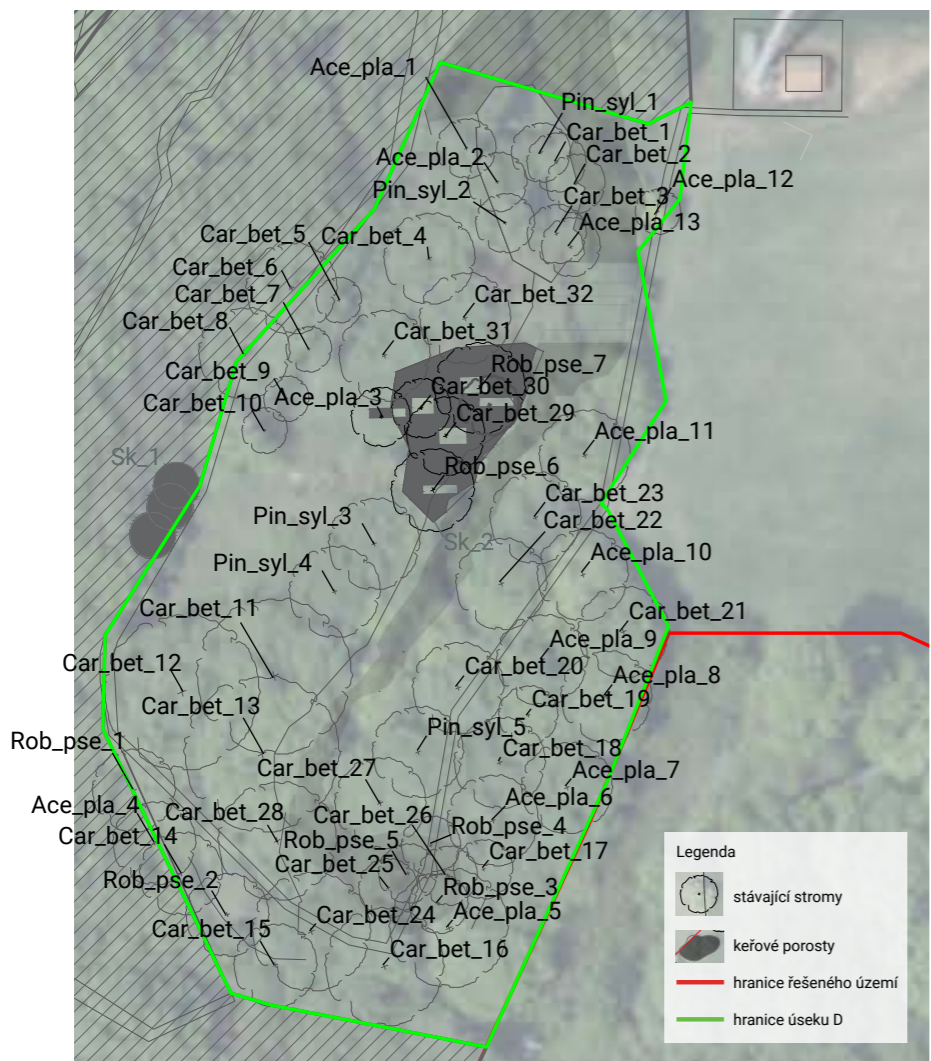 Ace_pla_1
Pin_syl_1
Car_bet_1
Car_bet_2
Ace_pla_2
Ace_pla_12
Pin_syl_2
Car_bet_3
Ace_pla_13
Car_bet_5
Car_bet_4
Car_bet_6
Car_bet_7
Car_bet_32
Car_bet_8
Car_bet_31
Car_bet_9
Rob_pse_7
Car_bet_30
Ace_pla_3
Car_bet_10
Car_bet_29
Ace_pla_11
Sk_1
Rob_pse_6
Car_bet_23
Pin_syl_3
Car_bet_22
Sk_2
Ace_pla_10
Pin_syl_4
Car_bet_11
Car_bet_21
Ace_pla_9
Car_bet_12
Car_bet_20
Ace_pla_8
Car_bet_19
Car_bet_13
Pin_syl_5
Rob_pse_1
Car_bet_18
Car_bet_27
Ace_pla_7
Ace_pla_6
Ace_pla_4
Car_bet_28
Car_bet_26
Rob_pse_4
Car_bet_14
Rob_pse_5
Car_bet_17
Car_bet_25
Rob_pse_2
Rob_pse_3
Car_bet_24
Ace_pla_5
Car_bet_15
Car_bet_16
Legenda
stávající stromy
keřové porosty
hranice řešeného území
hranice úseku D